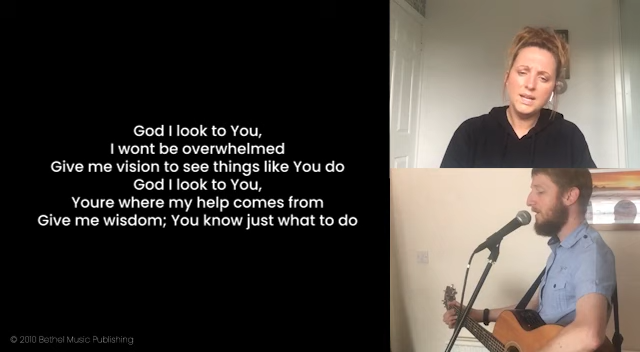 God I look to You,
I wont be overwhelmed
Give me vision to see things like You do
God I look to You,
Youre where my help comes from
Give me wisdom; You know just what to do
© 2010 Bethel Music Publishing